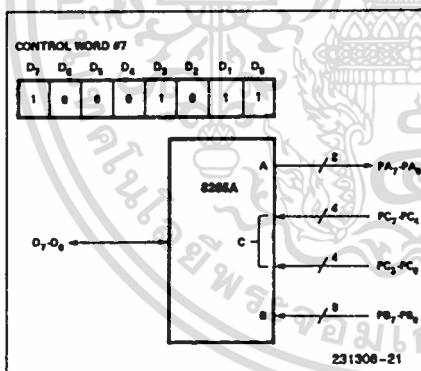 CONTROL WORD #7
D7 D6 D5 D4 D3 D2 D1 D0
1 0 0 0 1 0 1 1
8255A
A
8
PA7-PA0
4
PC7-PC4
C
D7-D0
4
PC3-PC0
B
8
PB7-PB0
231308-21